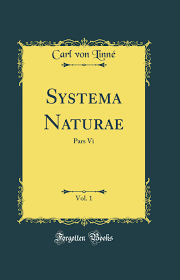 Carl von Linné
SYSTEMA
NATURAE
Pars Vi
Vol. 1
Forgotten Books